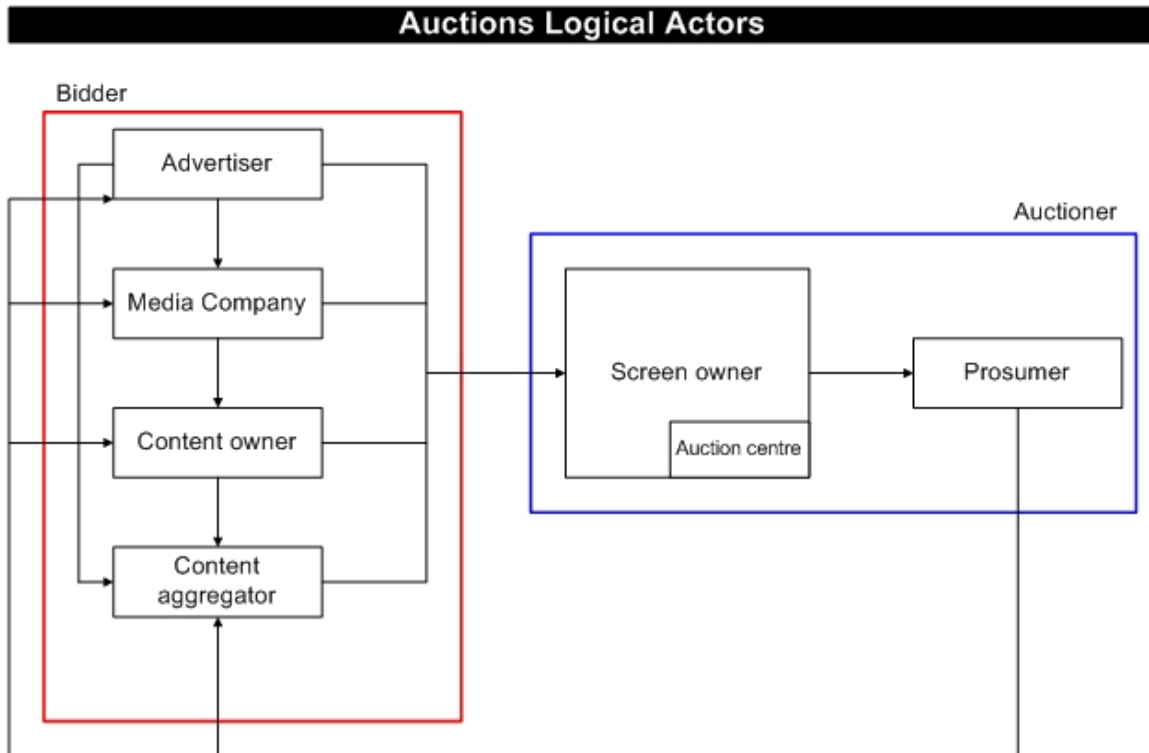 Auctions Logical Actors
Bidder
Advertiser
Auctioner
Media Company
Screen owner
Prosumer
Content owner
Auction centre
Content
aggregator